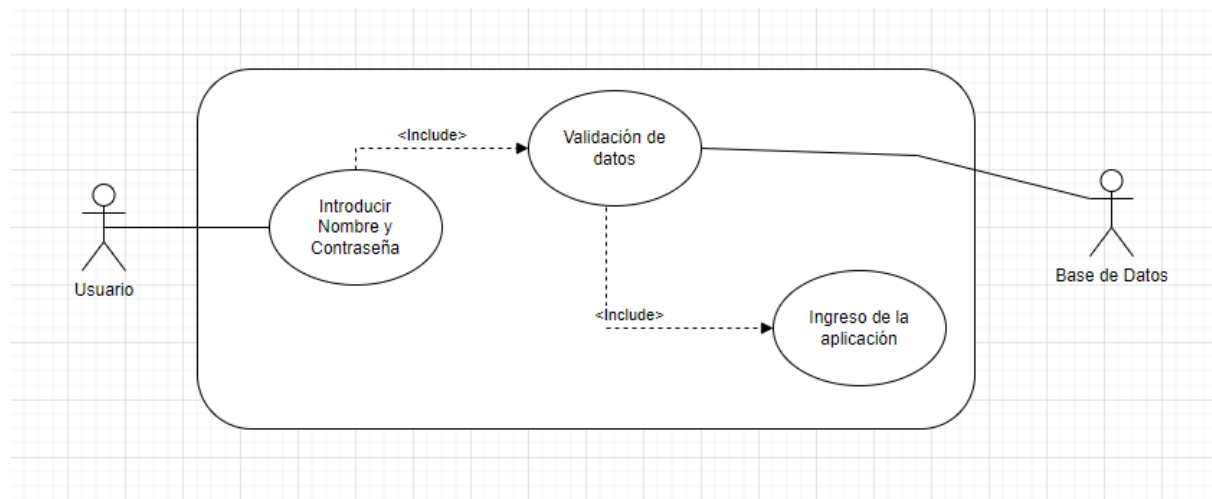 <Include>
Validación de
datos
Introducir
Nombre y
Contraseña
Usuario
Base de Datos
<Include>
Ingreso de la
aplicación